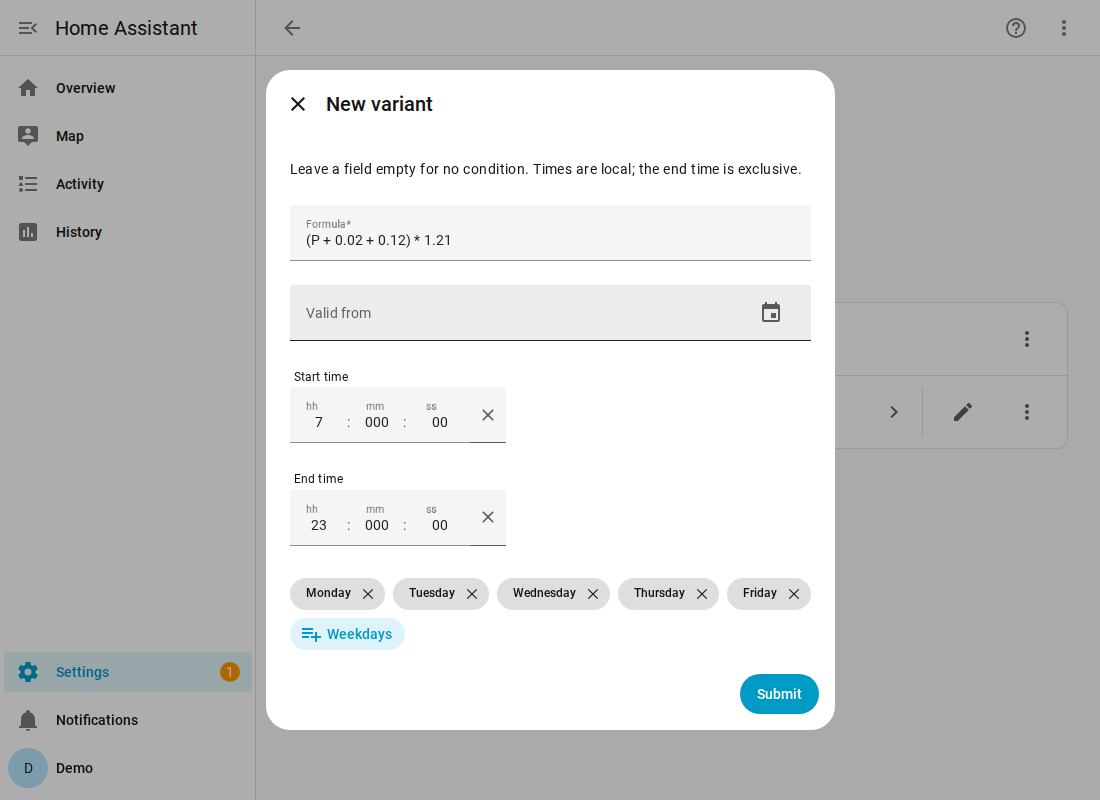 Home Assistant
Overview
Map
Activity
History
Settings 1
Notifications
D Demo
New variant
Leave a field empty for no condition. Times are local; the end time is exclusive.
Formula*
(P + 0.02 + 0.12) * 1.21
Valid from
Start time
hh mm ss
7 : 000 : 00
End time
hh mm ss
23 : 000 : 00
Monday Tuesday Wednesday Thursday Friday
Weekdays
Submit